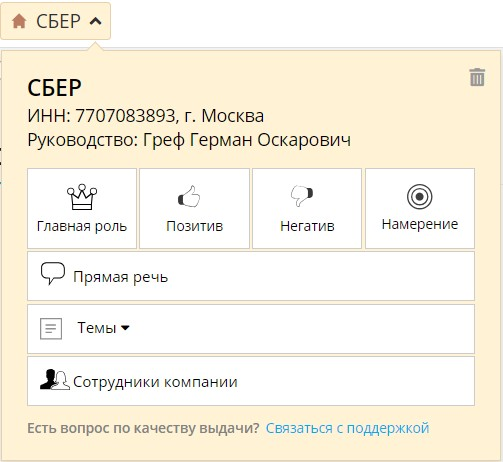 СБЕР
СБЕР
ИНН: 7707083893, г. Москва
Руководство: Греф Герман Оскарович
Главная роль
Позитив
Негатив
Намерение
Прямая речь
Темы
Сотрудники компании
Есть вопрос по качеству выдачи? Связаться с поддержкой